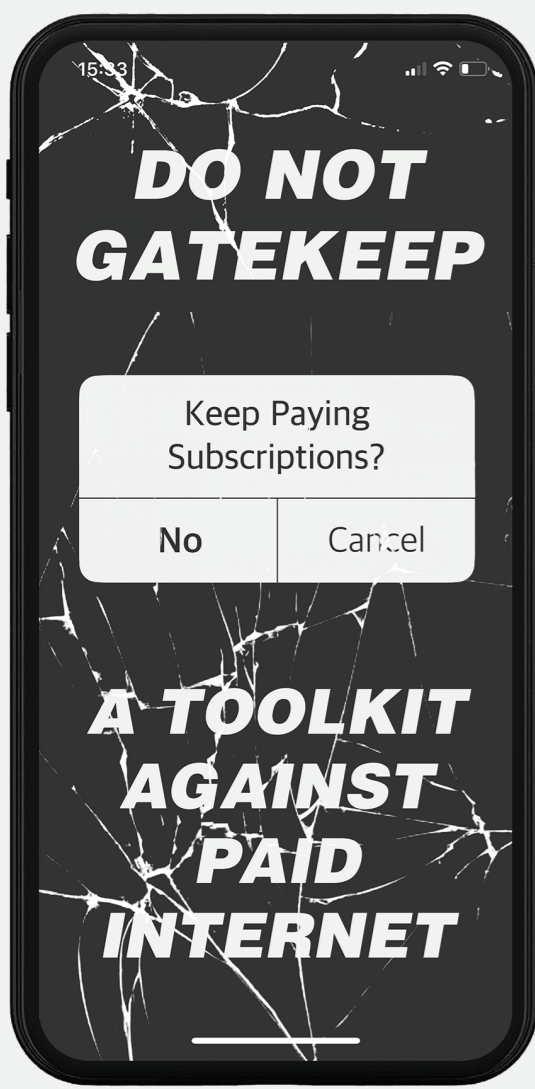 15:33
DO NOT
GATEKEEP
Keep Paying
Subscriptions?
No
Cancel
A TOOLKIT
AGAINST
PAID
INTERNET